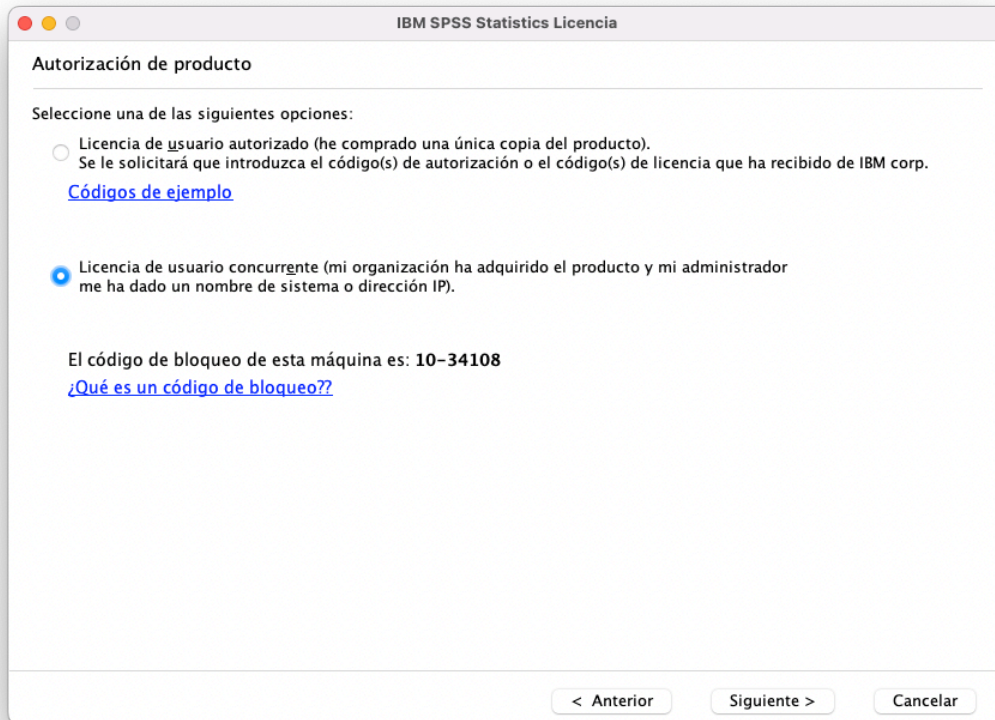 IBM SPSS Statistics Licencia
Autorización de producto
Seleccione una de las siguientes opciones:
Licencia de usuario autorizado (he comprado una única copia del producto).
Se le solicitará que introduzca el código(s) de autorización o el código(s) de licencia que ha recibido de IBM corp.
Códigos de ejemplo
Licencia de usuario concurrente (mi organización ha adquirido el producto y mi administrador
me ha dado un nombre de sistema o dirección IP).
El código de bloqueo de esta máquina es: 10-34108
¿Qué es un código de bloqueo??
< Anterior
Siguiente >
Cancelar